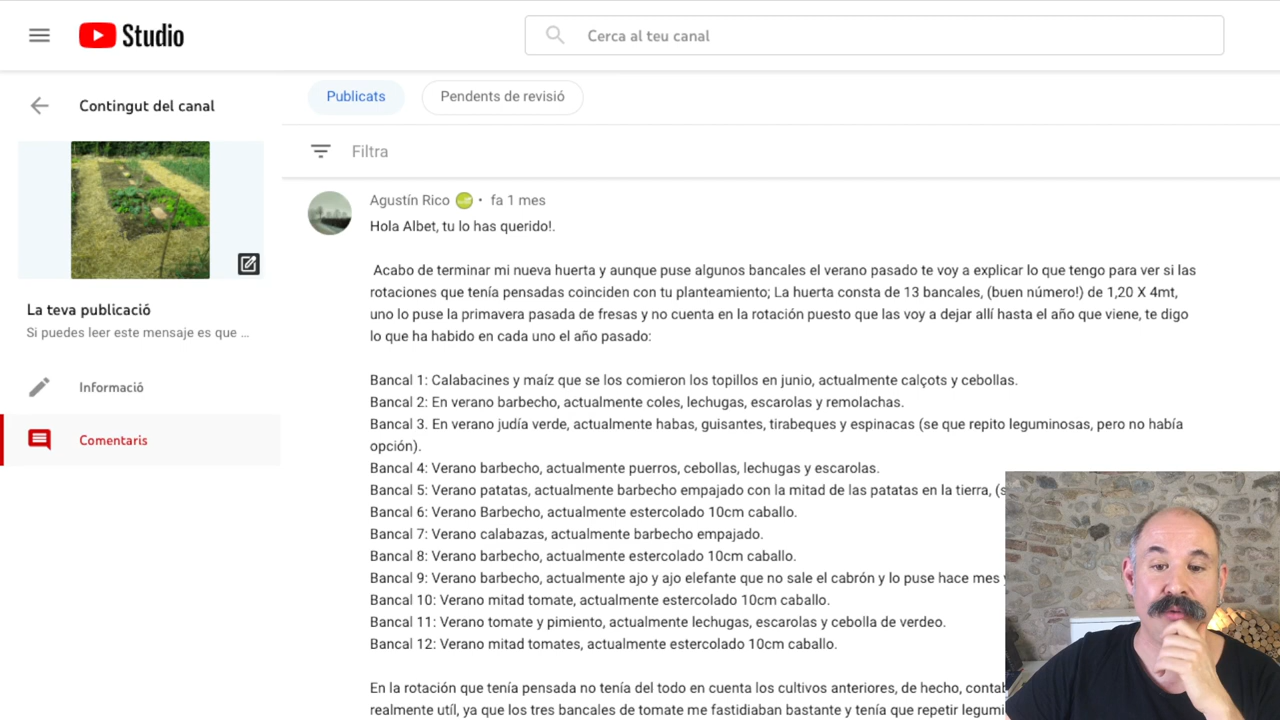 Studio
Cerca al teu canal
Contingut del canal
Publicats
Pendents de revisió
Filtra
La teva publicació
Si puedes leer este mensaje es que ...
Informació
Comentaris
Agustín Rico • fa 1 mes
Hola Albet, tu lo has querido!.
Acabo de terminar mi nueva huerta y aunque puse algunos bancales el verano pasado te voy a explicar lo que tengo para ver si las
rotaciones que tenía pensadas coinciden con tu planteamiento; La huerta consta de 13 bancales, (buen número!) de 1,20 X 4mt,
uno lo puse la primavera pasada de fresas y no cuenta en la rotación puesto que las voy a dejar allí hasta el año que viene, te digo
lo que ha habido en cada uno el año pasado:
Bancal 1: Calabacines y maíz que se los comieron los topillos en junio, actualmente calçots y cebollas.
Bancal 2: En verano barbecho, actualmente coles, lechugas, escarolas y remolachas.
Bancal 3. En verano judía verde, actualmente habas, guisantes, tirabeques y espinacas (se que repito leguminosas, pero no había
opción).
Bancal 4: Verano barbecho, actualmente puerros, cebollas, lechugas y escarolas.
Bancal 5: Verano patatas, actualmente barbecho empajado con la mitad de las patatas en la tierra,
Bancal 6: Verano Barbecho, actualmente estercolado 10cm caballo.
Bancal 7: Verano calabazas, actualmente barbecho empajado.
Bancal 8: Verano barbecho, actualmente estercolado 10cm caballo.
Bancal 9: Verano barbecho, actualmente ajo y ajo elefante que no sale el cabrón y lo puse hace mes
Bancal 10: Verano mitad tomate, actualmente estercolado 10cm caballo.
Bancal 11: Verano tomate y pimiento, actualmente lechugas, escarolas y cebolla de verdeo.
Bancal 12: Verano mitad tomates, actualmente estercolado 10cm caballo.
En la rotación que tenía pensada no tenía del todo en cuenta los cultivos anteriores, de hecho,
realmente utíl, ya que los tres bancales de tomate me fastidiaban bastante y tenía que repetir